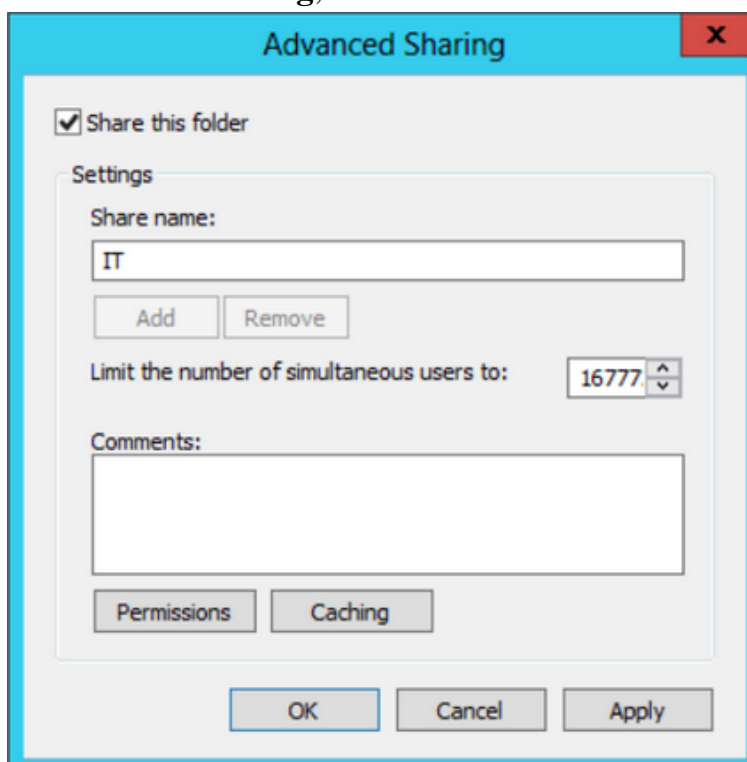 g,
Advanced Sharing
x
Share this folder
Settings
Share name:
IT
Add Remove
Limit the number of simultaneous users to: 16777
Comments:
Permissions Caching
OK Cancel Apply